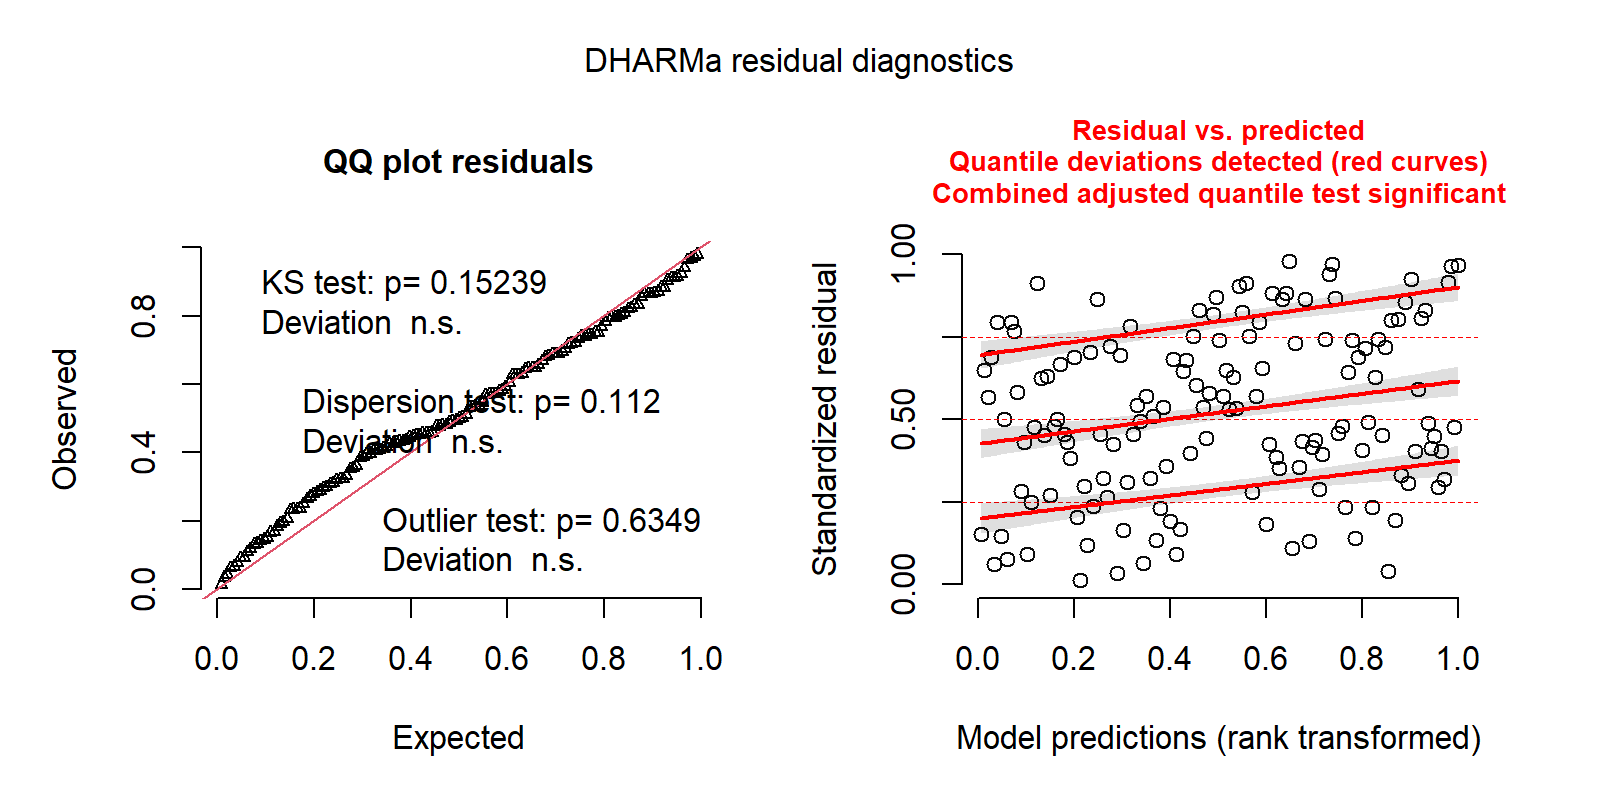 DHARMa residual diagnostics
QQ plot residuals
KS test: p= 0.15239
Deviation n.s.
Dispersion test: p= 0.112
Deviation n.s.
Outlier test: p= 0.6349
Deviation n.s.
Observed
0.0 0.4 0.8
0.0 0.2 0.4 0.6 0.8 1.0
Expected
Residual vs. predicted
Quantile deviations detected (red curves)
Combined adjusted quantile test significant
Standardized residual
0.00 0.50 1.00
0.0 0.2 0.4 0.6 0.8 1.0
Model predictions (rank transformed)